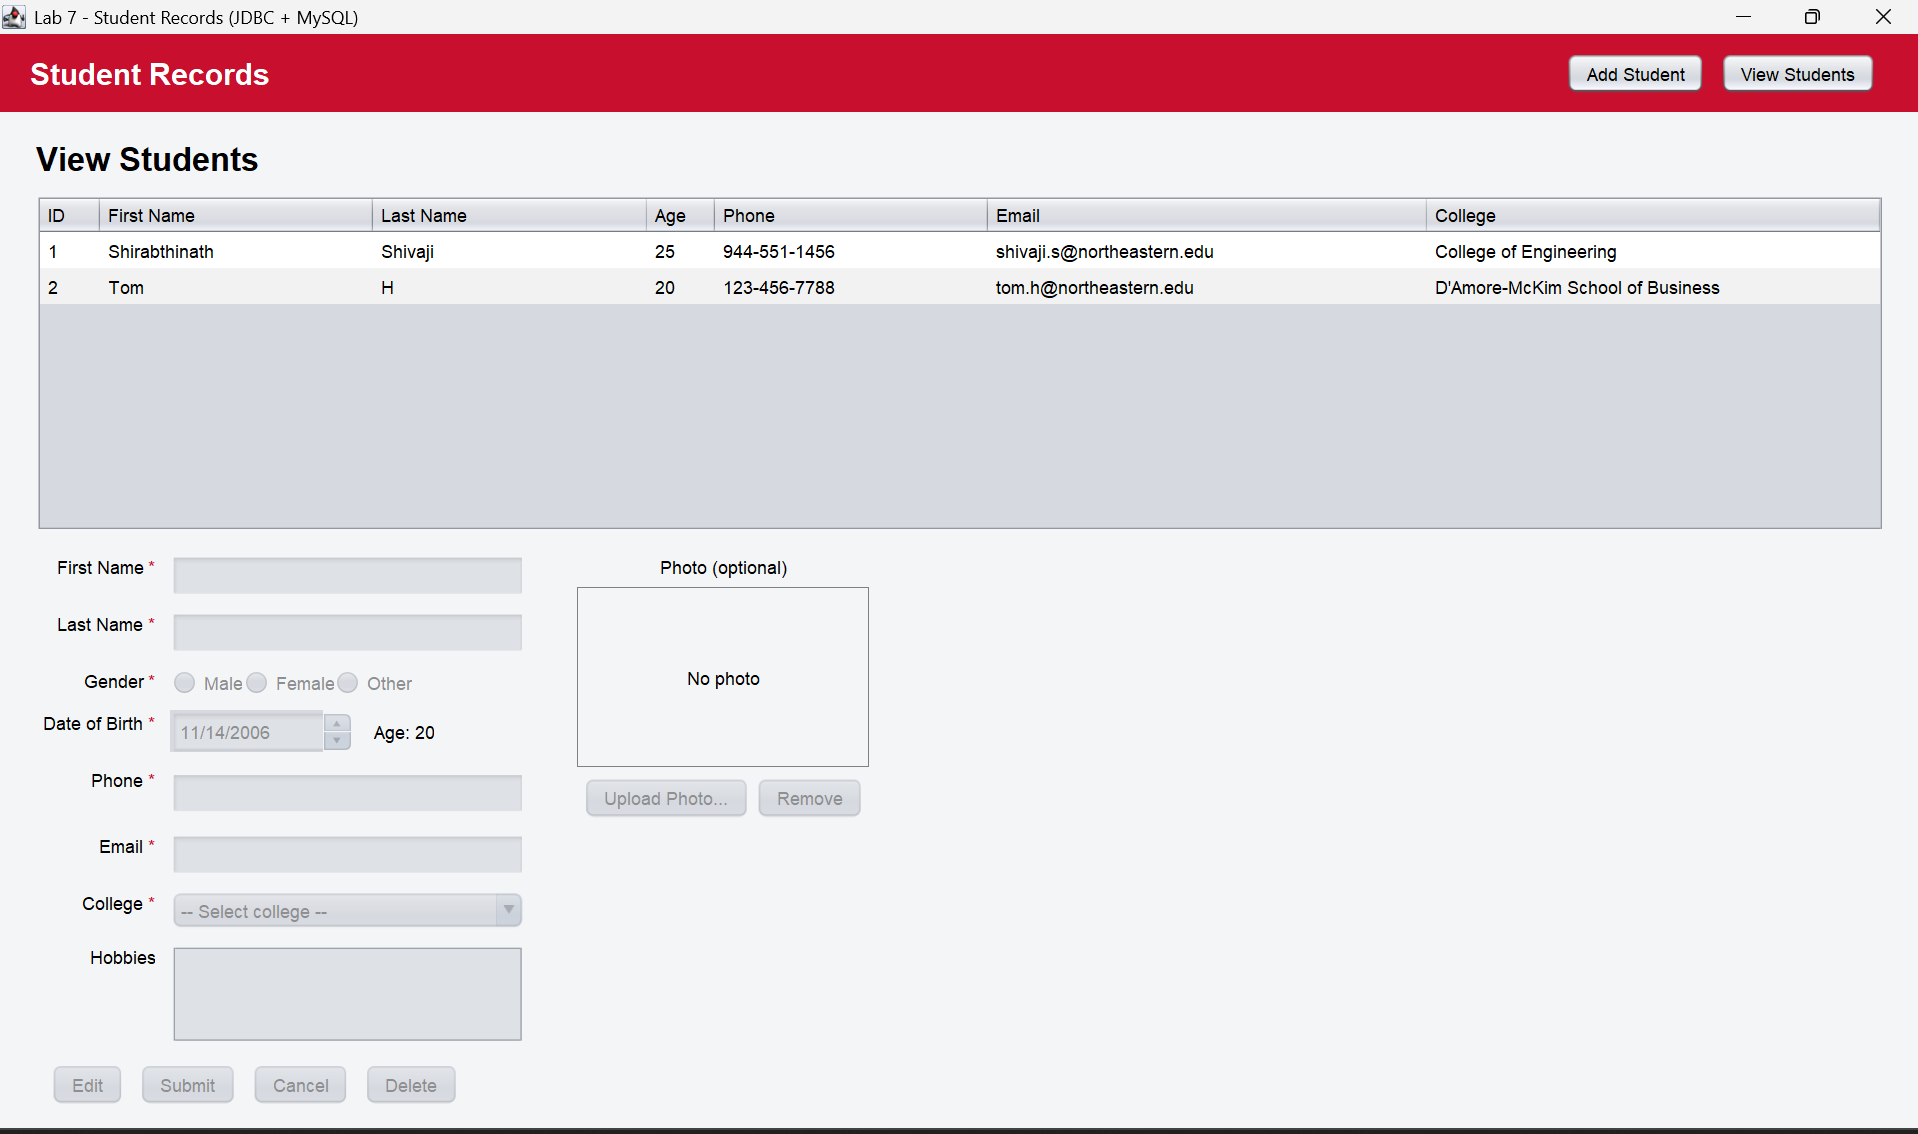 Lab 7 - Student Records (JDBC + MySQL)
Student Records
Add Student
View Students
View Students
ID First Name Last Name Age Phone Email College
1 Shirabthinath Shivaji 25 944-551-1456 shivaji.s@northeastern.edu College of Engineering
2 Tom H 20 123-456-7788 tom.h@northeastern.edu D'Amore-McKim School of Business
First Name *
Last Name *
Gender * Male Female Other
Date of Birth * 11/14/2006 Age: 20
Phone *
Email *
College * -- Select college --
Hobbies
Photo (optional)
No photo
Upload Photo... Remove
Edit Submit Cancel Delete